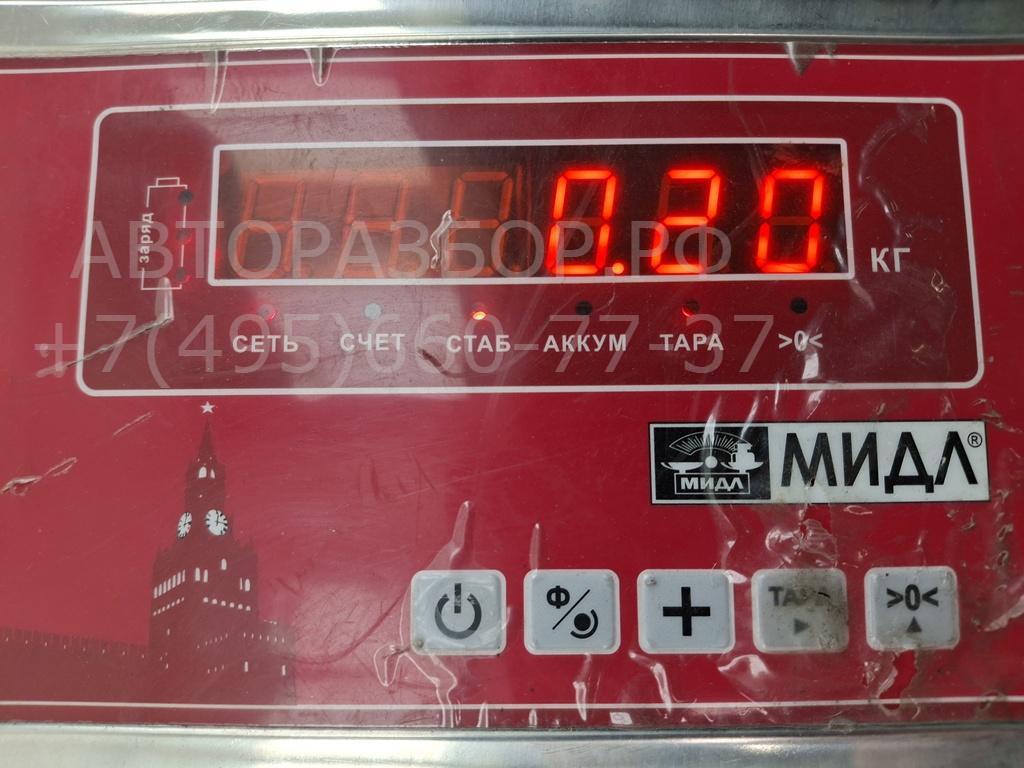 заряд
0.20
КГ
АВТОРАЗБОР.РФ
СЕТЬ СЧЕТ СТАБ АККУМ ТАРА >0<
+7(495)660-77-37
МИДЛ МИДЛ®
Ф
+
ТАРА >0<